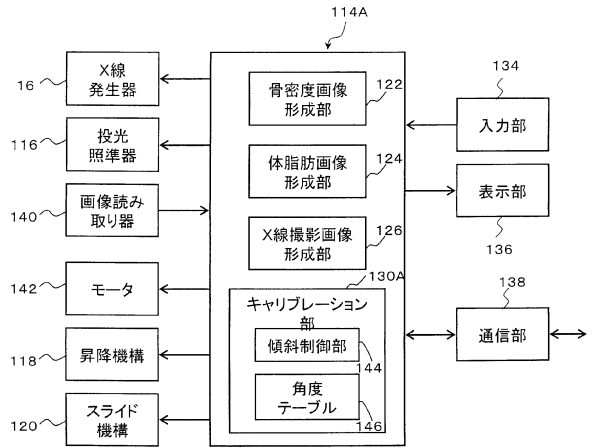 114A
16
X線
発生器
116
投光
照準器
140
画像読み
取り器
142
モータ
118
昇降機構
120
スライド
機構
骨密度画像
形成部
122
体脂肪画像
形成部
124
X線撮影画像
形成部
126
130A
キャリブレーション
部
傾斜制御部
144
角度
テーブル
146
134
入力部
表示部
136
138
通信部